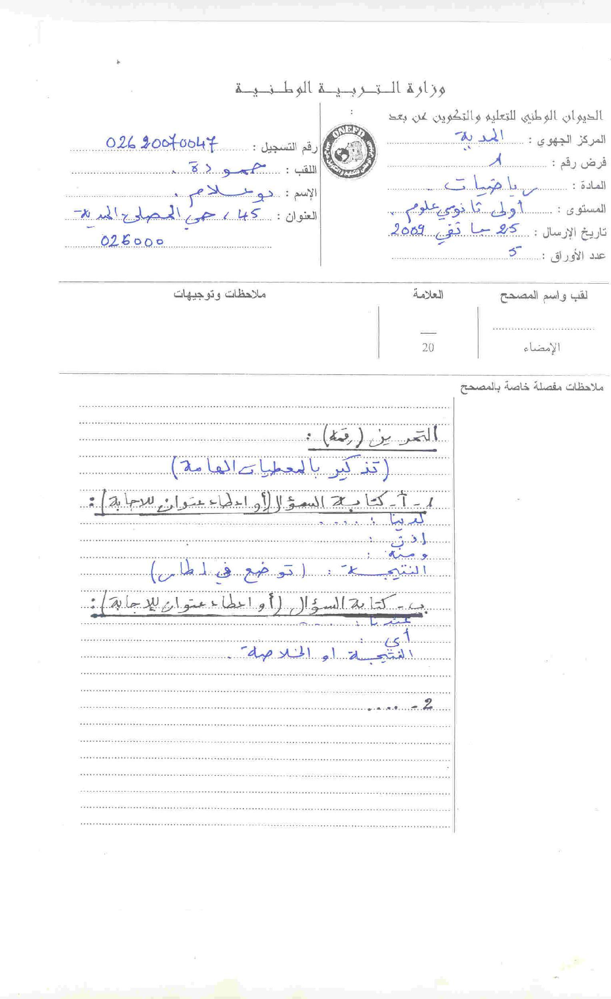 وزارة التربية الوطنية
الديوان الوطني للتعليم والتكوين عن بعد :
المركز الجهوي : المدية
فرض رقم : 1
المادة : رياضيات .
المستوى : أولى ثانوي علوم .
تاريخ الإرسال : 25 جانفي 2009
عدد الأوراق : 5
ONEFD
رقم التسجيل : 02620070047
اللقب : حمودة .
الإسم : بوعلام .
العنوان : 45 ، حي المصلى المدية
026000
لقب و اسم المصحح
العلامة
ملاحظات وتوجيهات
20
الإمضاء
ملاحظات مفصلة خاصة بالمصحح
التمرين (رقمه) :
(تذكير بالمعطيات الهامة)
1 - أ - كتابة السؤال (أو اعطاء عنوان للاجابة) :
لدينا : ....
إذن :
ومنه :
النتيجة : (توضع في إطار)
ب - كتابة السؤال (أو اعطاء عنوان للإجابة) :
عندنا : ....
أي :
النتيجة او الخلاصة .
2 - ....